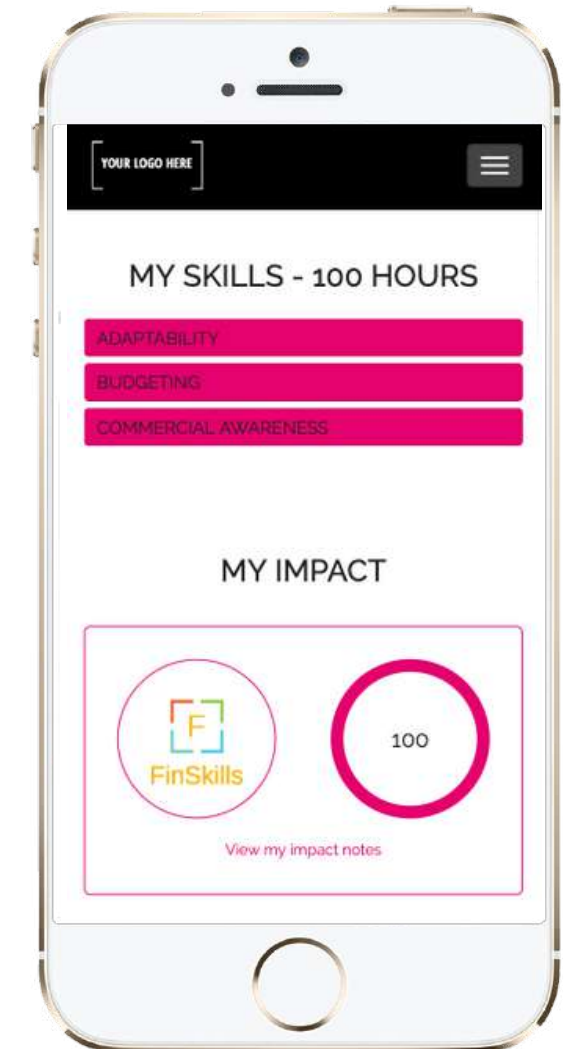 YOUR LOGO HERE
MY SKILLS - 100 HOURS
ADAPTABILITY
BUDGETING
COMMERCIAL AWARENESS
MY IMPACT
F
FinSkills
100
View my impact notes